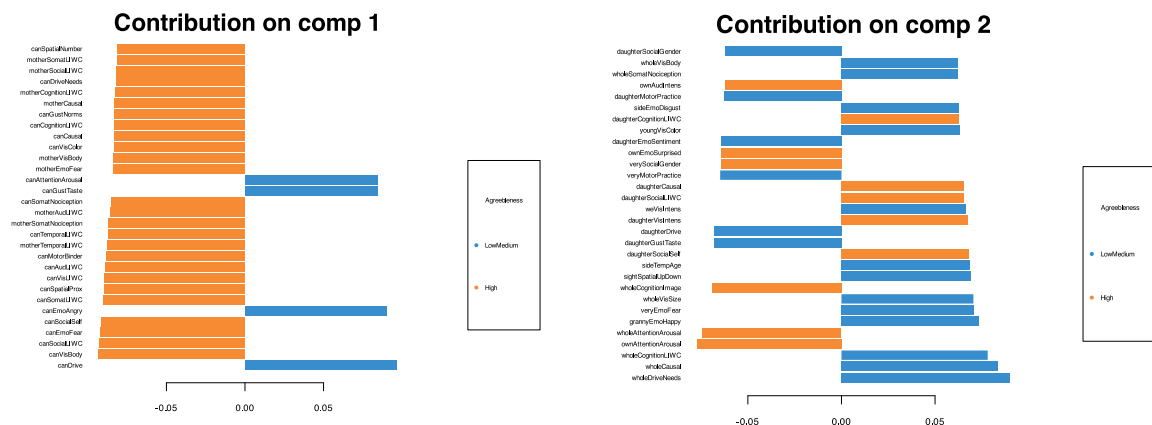 Contribution on comp 1
canSpatialNumber
motherSomatLIWC
motherSocialLIWC
canDriveNeeds
motherCognitionLIWC
motherCausal
canGustNorms
canCognitionLIWC
canCausal
canVisColor
motherVisBody
motherEmoFear
canAttentionArousal
canGustTaste
canSomatNociception
motherAudLIWC
motherSomatNociception
canTemporalLIWC
motherTemporalLIWC
canMotorBinder
canAudLIWC
canVisLIWC
canSpatialProx
canSomatLIWC
canEmoAngry
canSocialSelf
canEmoFear
canSocialLIWC
canVisBody
canDrive
-0.05 0.00 0.05
Agreebleness
LowMedium
High
Contribution on comp 2
daughterSocialGender
wholeVisBody
wholeSomatNociception
ownAudIntens
daughterMotorPractice
sideEmoDisgust
daughterCognitionLIWC
youngVisColor
daughterEmoSentiment
ownEmoSurprised
verySocialGender
veryMotorPractice
daughterCausal
daughterSocialLIWC
weVisIntens
daughterVisIntens
daughterDrive
daughterGustTaste
daughterSocialSelf
sideTempAge
sightSpatialUpDown
wholeCognitionImage
wholeVisSize
veryEmoFear
grannyEmoHappy
wholeAttentionArousal
ownAttentionArousal
wholeCognitionLIWC
wholeCausal
wholeDriveNeeds
-0.05 0.00 0.05
Agreebleness
LowMedium
High